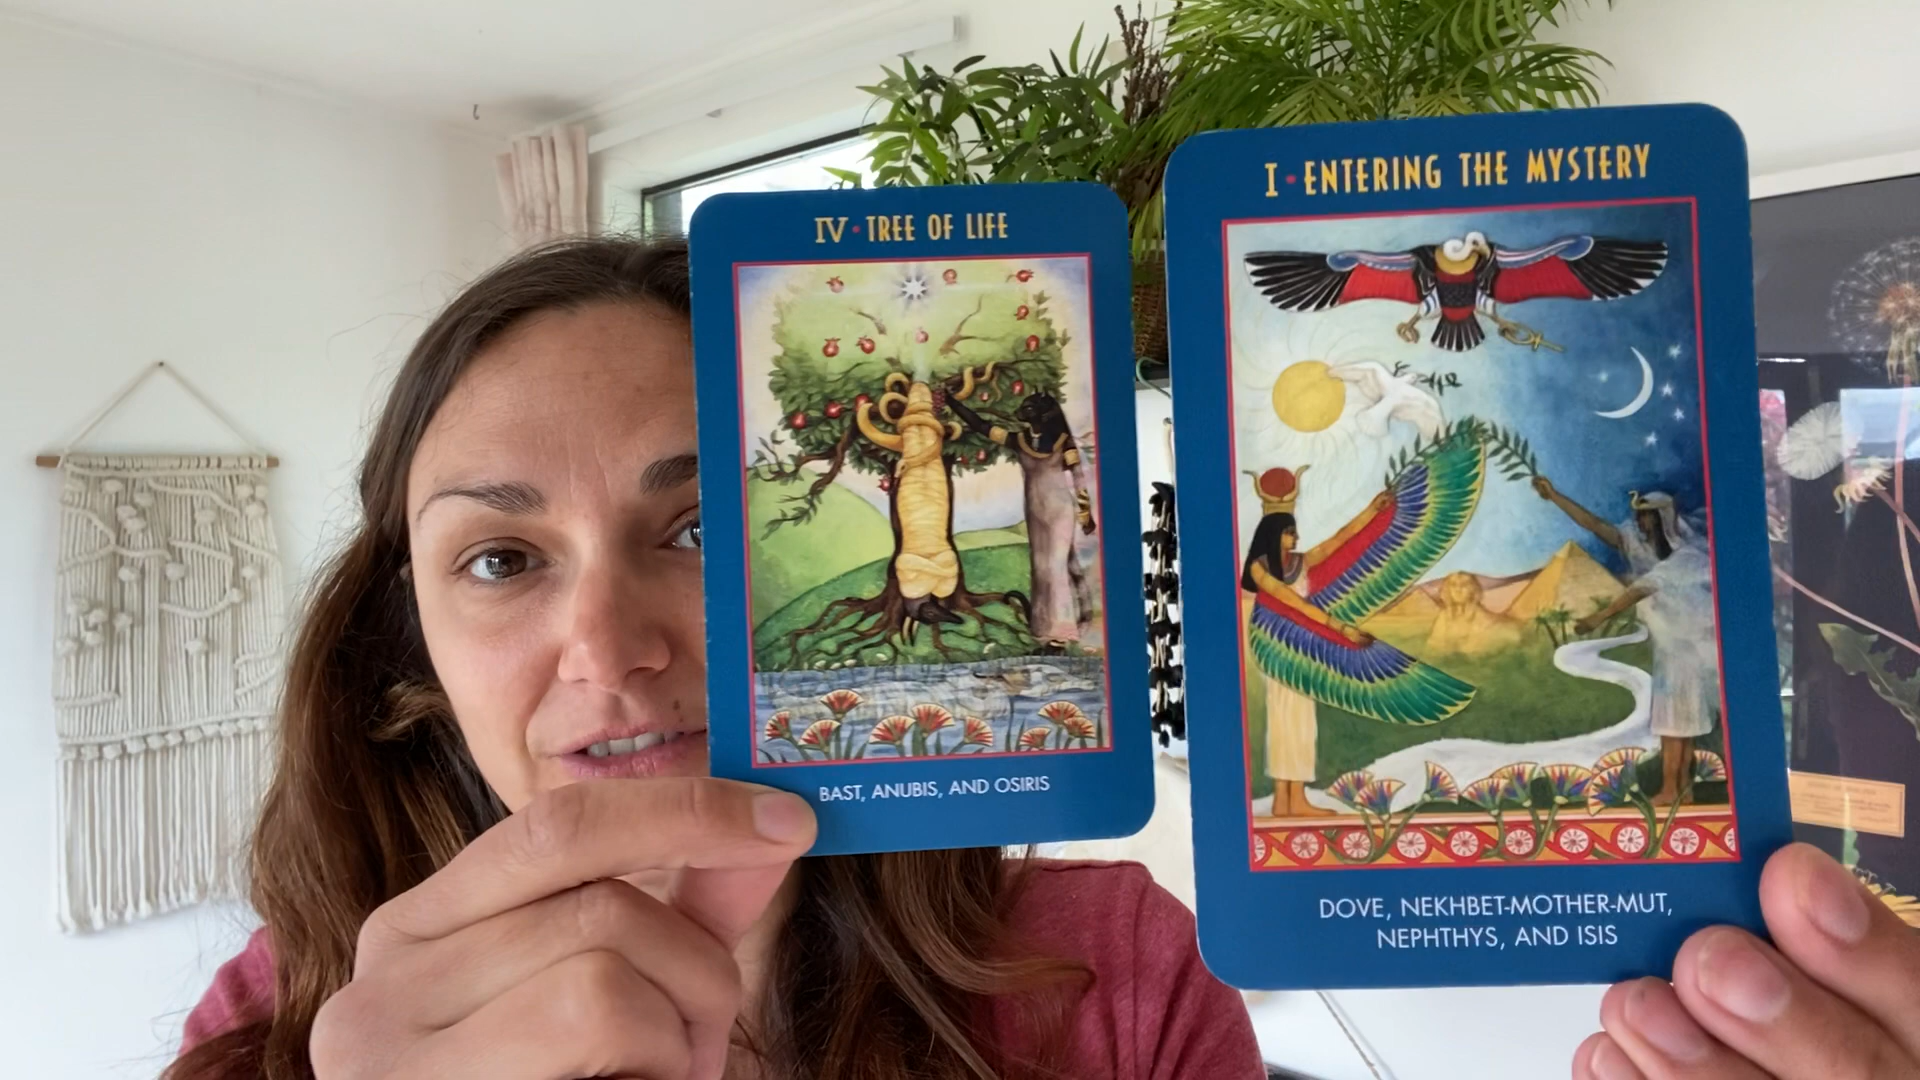 IV • TREE OF LIFE
BAST, ANUBIS, AND OSIRIS
I • ENTERING THE MYSTERY
DOVE, NEKHBET-MOTHER-MUT,
NEPHTHYS, AND ISIS